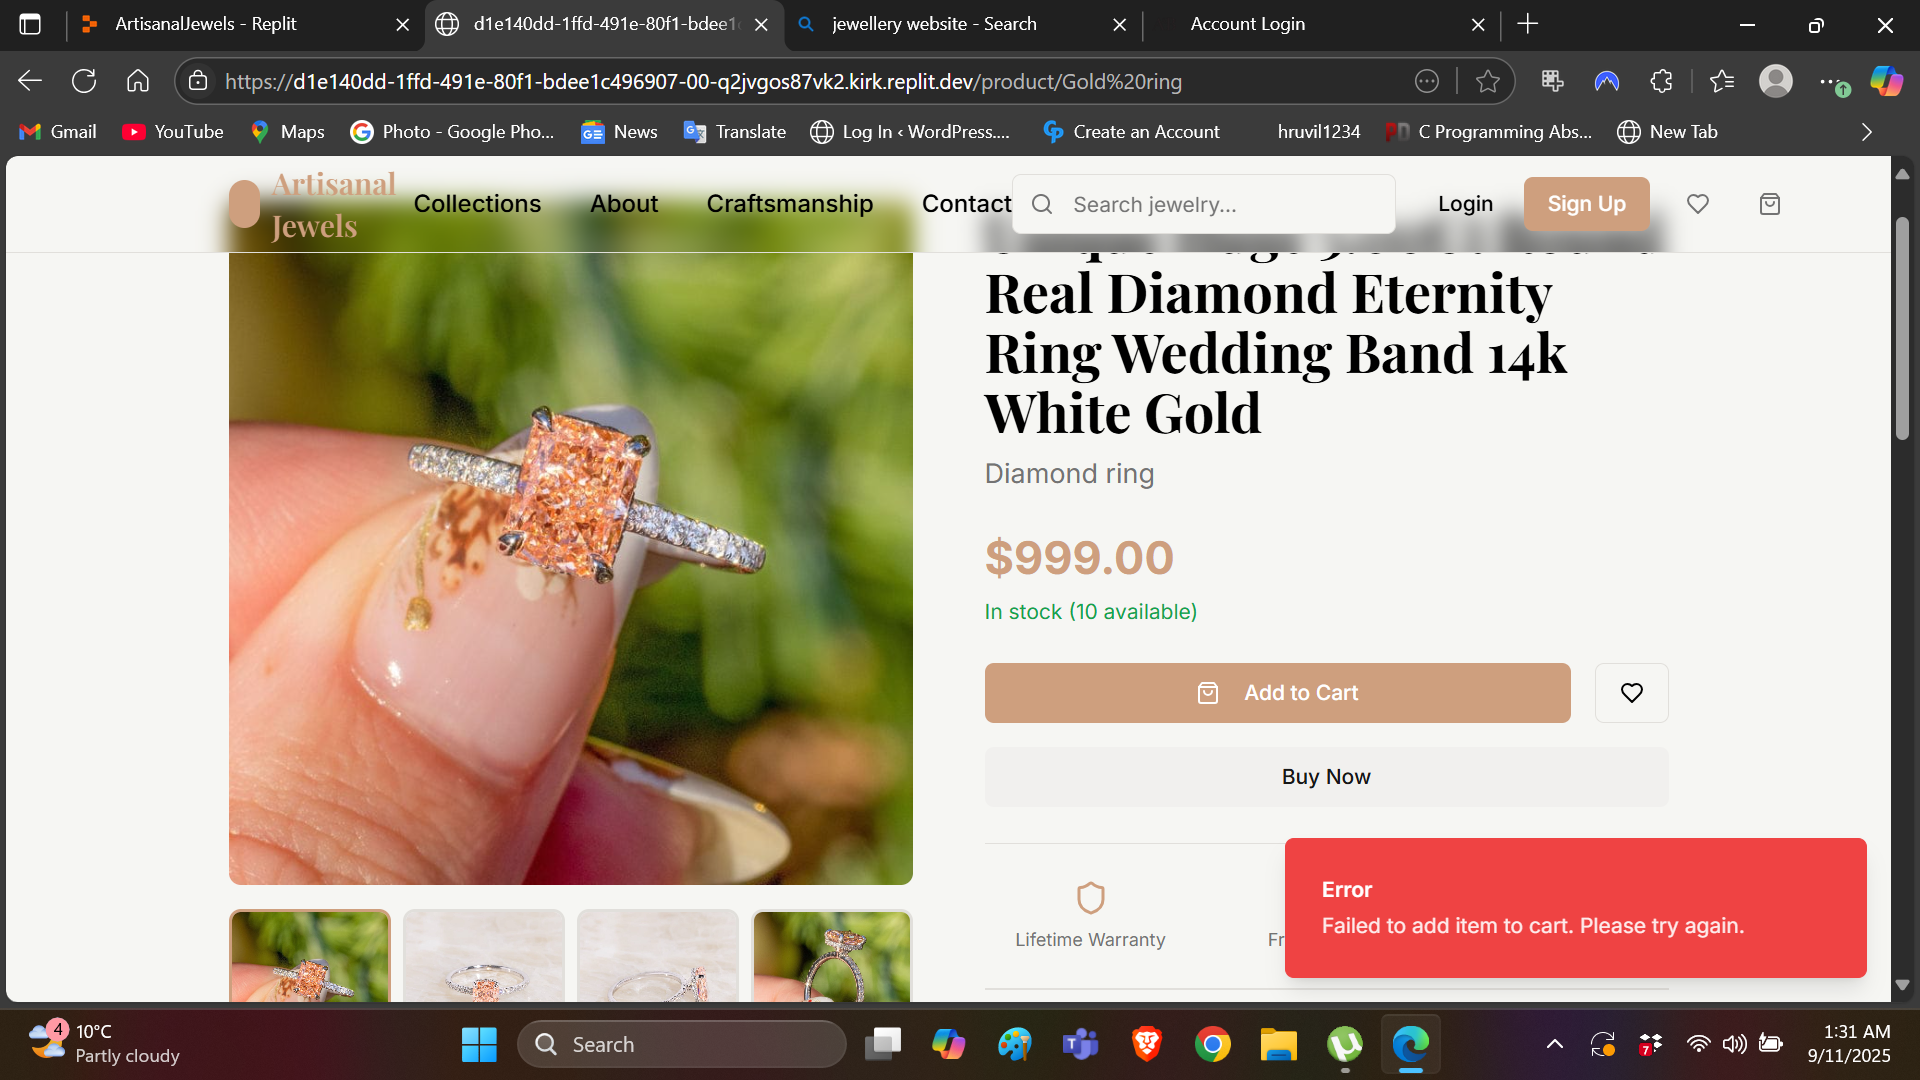 ArtisanalJewels - Replit
d1e140dd-1ffd-491e-80f1-bdee1c
jewellery website - Search
Account Login
https://d1e140dd-1ffd-491e-80f1-bdee1c496907-00-q2jvgos87vk2.kirk.replit.dev/product/Gold%20ring
Gmail
YouTube
Maps
Photo - Google Pho...
News
Translate
Log In ‹ WordPress....
Create an Account
hruvil1234
C Programming Abs...
New Tab
Artisanal
Jewels
Collections
About
Craftsmanship
Contact
Search jewelry...
Login
Sign Up
Real Diamond Eternity
Ring Wedding Band 14k
White Gold
Diamond ring
$999.00
In stock (10 available)
Add to Cart
Buy Now
Lifetime Warranty
Fr
Error
Failed to add item to cart. Please try again.
4
10°C
Partly cloudy
Search
7
1:31 AM
9/11/2025